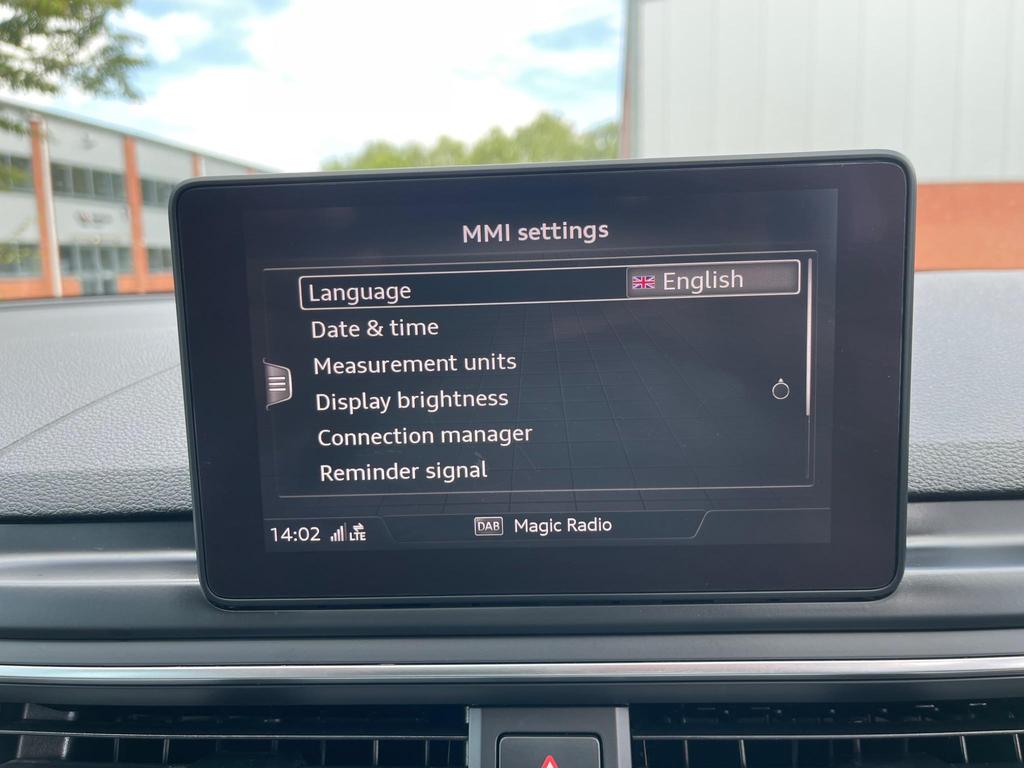 MMI settings
Language English
Date & time
Measurement units
Display brightness
Connection manager
Reminder signal
14:02 LTE DAB Magic Radio